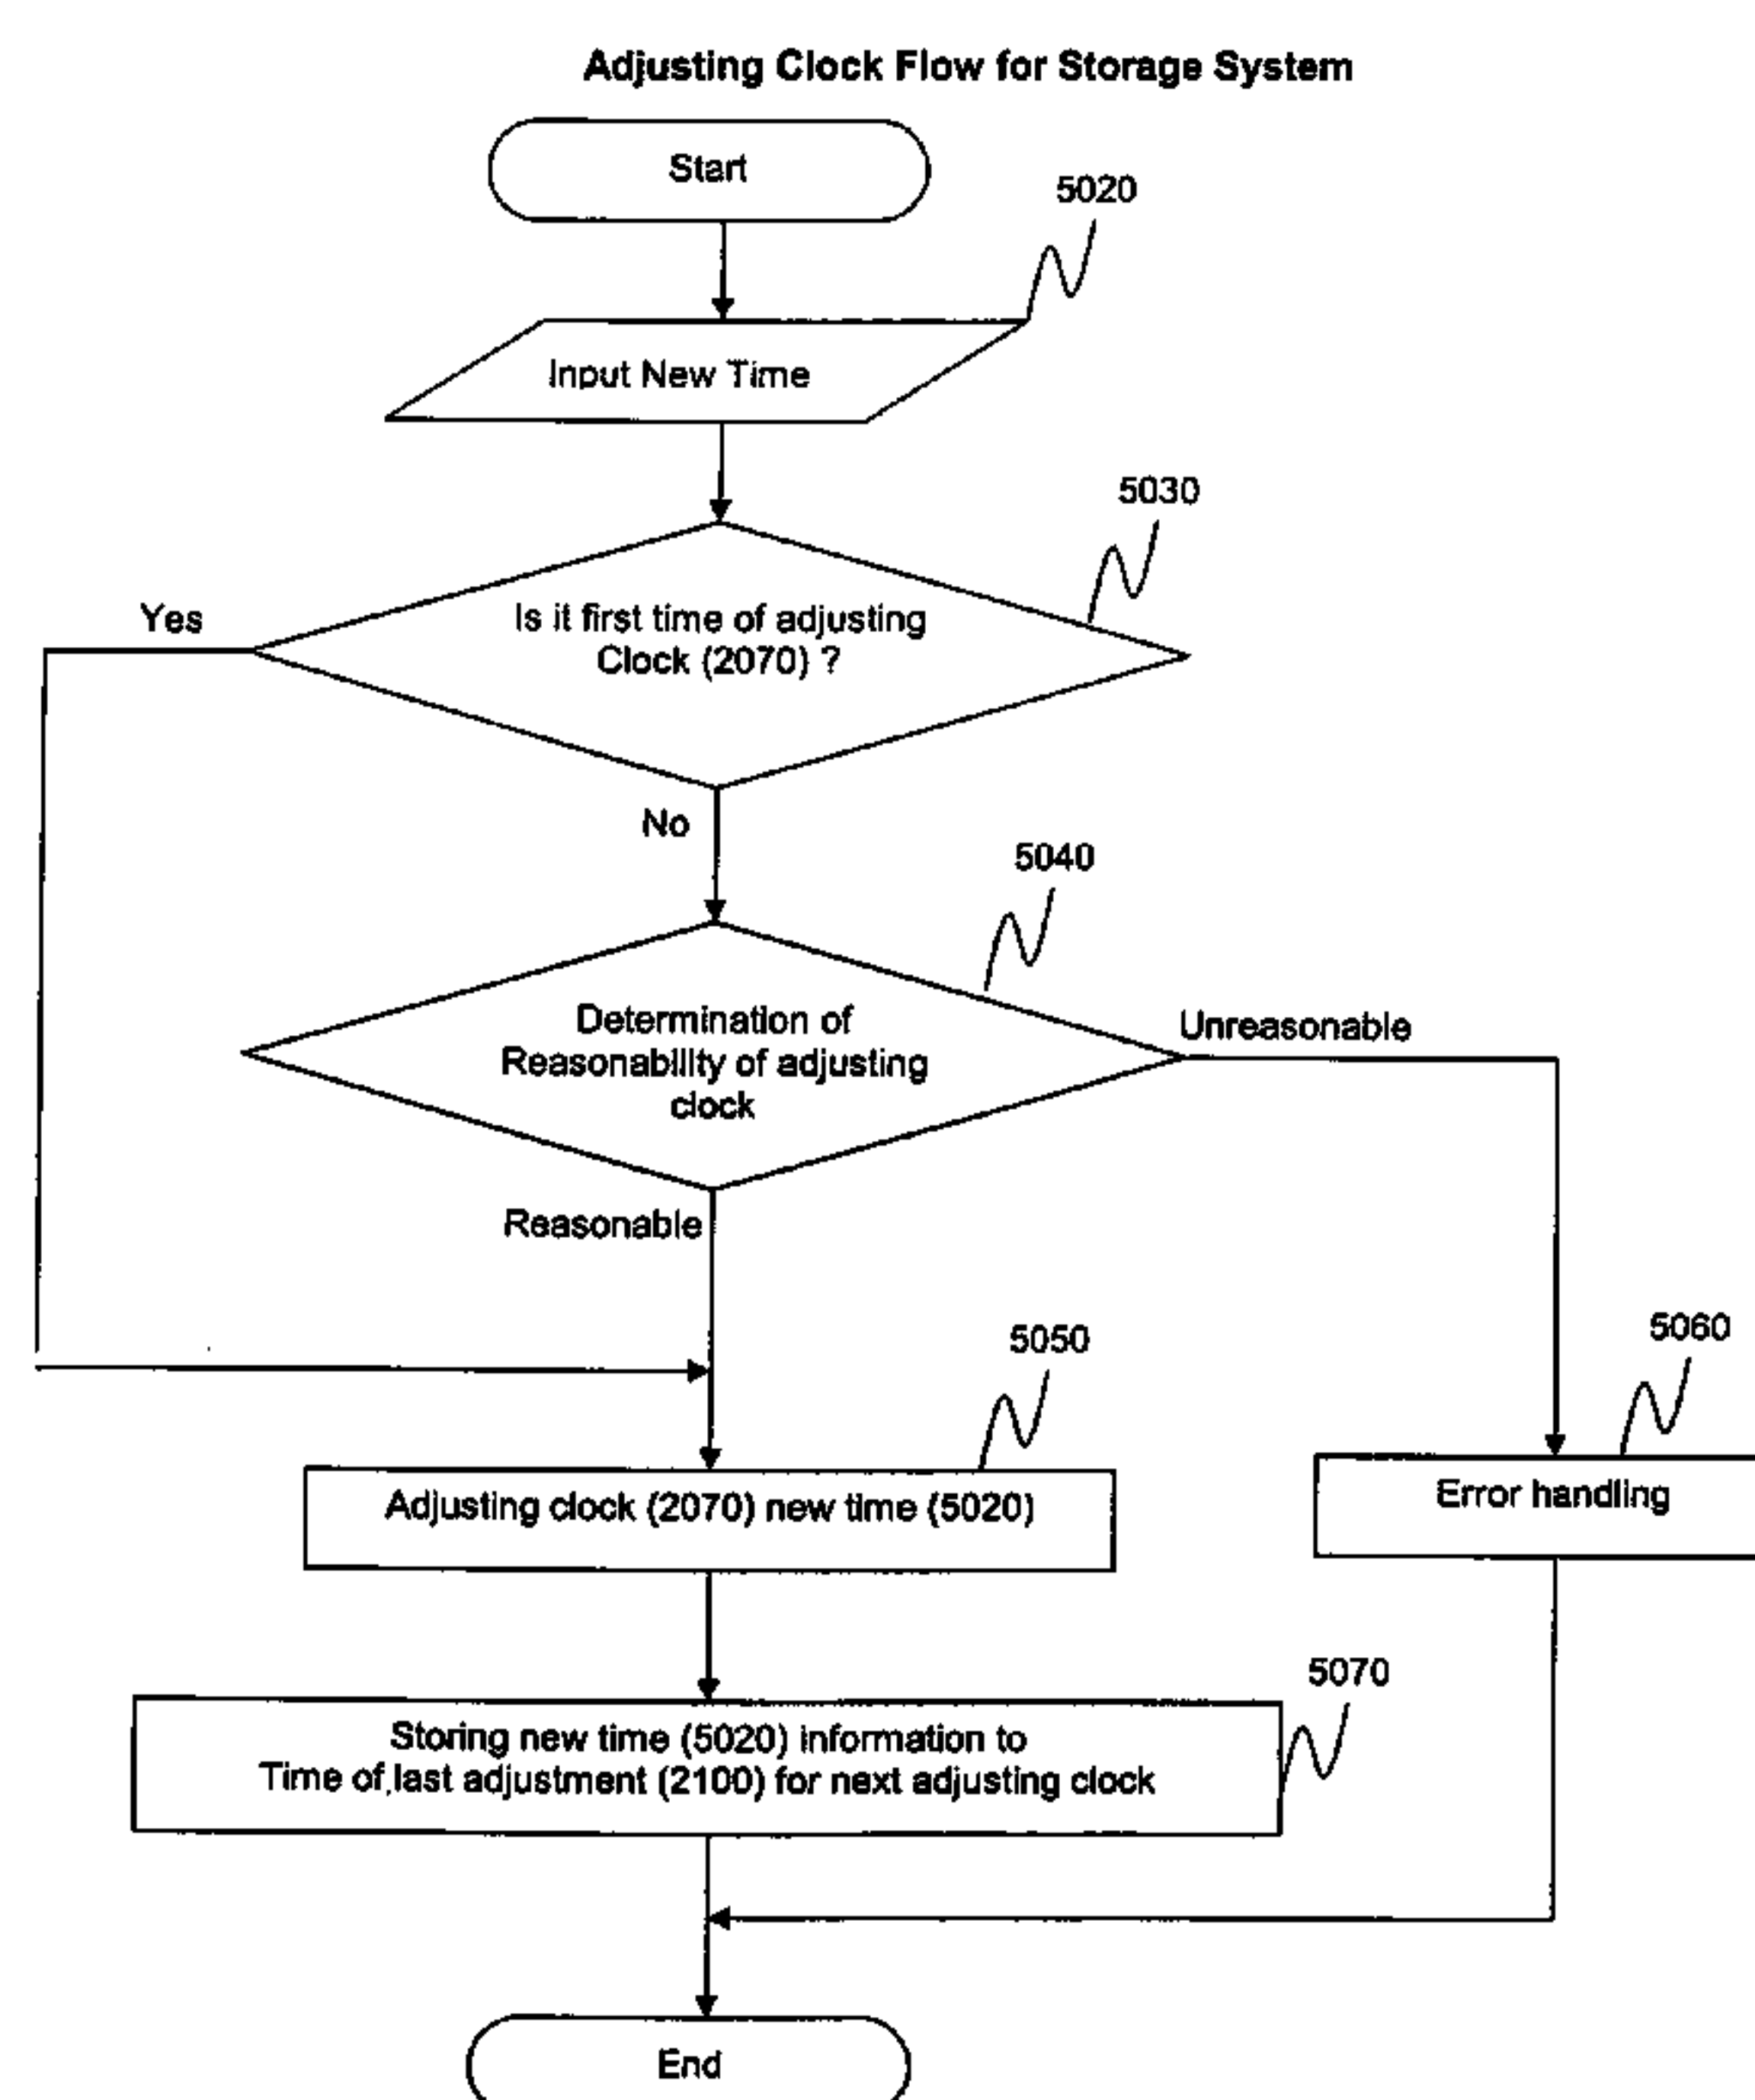 Adjusting Clock Flow for Storage System
Start
5020
Input New Time
5030
Yes
Is it first time of adjusting
Clock (2070) ?
No
5040
Determination of
Reasonability of adjusting
clock
Unreasonable
Reasonable
5050
5060
Adjusting clock (2070) new time (5020)
Error handling
5070
Storing new time (5020) information to
Time of last adjustment (2100) for next adjusting clock
End